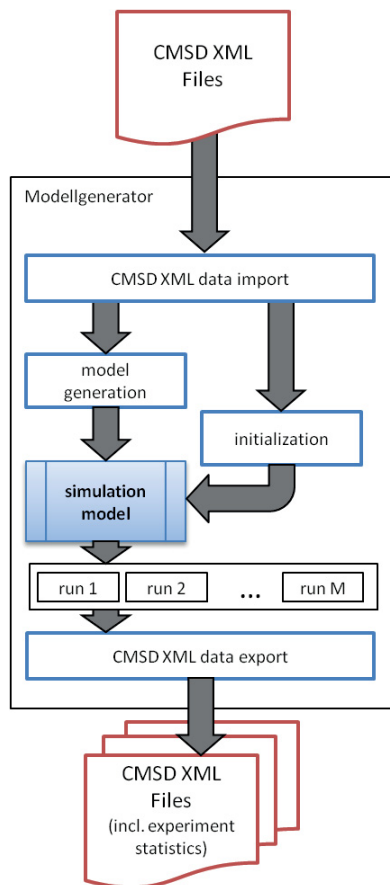 CMSD XML
Files
Modellgenerator
CMSD XML data import
model
generation
initialization
simulation
model
run 1 run 2 ... run M
CMSD XML data export
CMSD XML
Files
(incl. experiment
statistics)